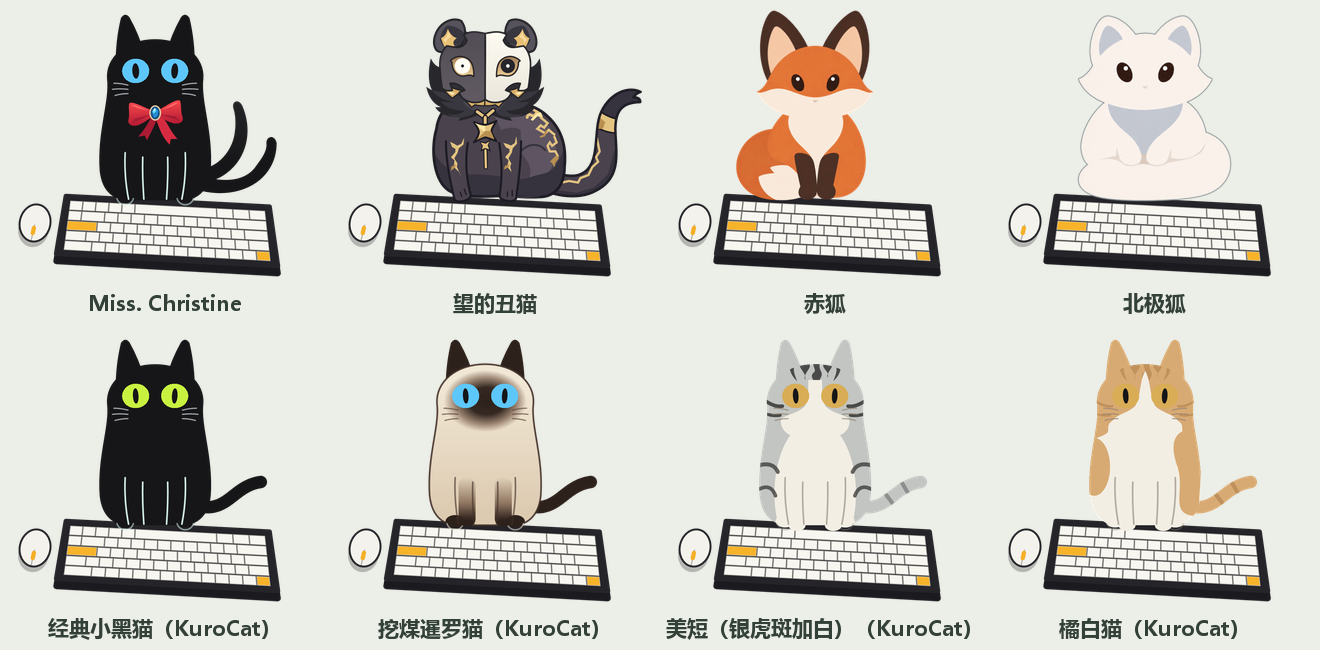 Miss. Christine
望的丑猫
赤狐
北极狐
经典小黑猫（KuroCat）
挖煤暹罗猫（KuroCat）
美短（银虎斑加白）（KuroCat）
橘白猫（KuroCat）